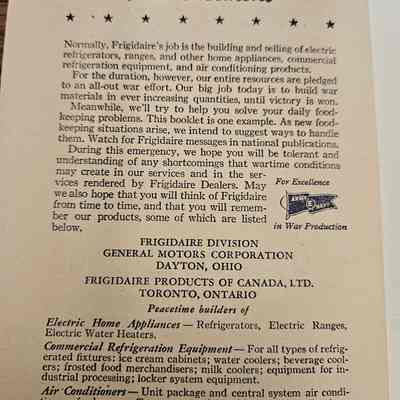 ★ ★ ★ ★ ★ ★ ★ ★
Normally, Frigidaire's job is the building and selling of electric
refrigerators, ranges, and other home appliances, commercial
refrigeration equipment, and air conditioning products.
For the duration, however, our entire resources are pledged
to an all-out war effort. Our big job today is to build war
materials in ever increasing quantities, until victory is won.
Meanwhile, we'll try to help you solve your daily food-
keeping problems. This booklet is one example. As new food-
keeping situations arise, we intend to suggest ways to handle
them. Watch for Frigidaire messages in national publications.
During this emergency, we hope you will be tolerant and
understanding of any shortcomings that wartime conditions
may create in our services and in the ser-
vices rendered by Frigidaire Dealers. May
we also hope that you will think of Frigidaire
from time to time, and that you will remem-
ber our products, some of which are listed
below.
For Excellence
ARMY E NAVY
in War Production
FRIGIDAIRE DIVISION
GENERAL MOTORS CORPORATION
DAYTON, OHIO
FRIGIDAIRE PRODUCTS OF CANADA, LTD.
TORONTO, ONTARIO
Peacetime builders of
Electric Home Appliances — Refrigerators, Electric Ranges,
Electric Water Heaters.
Commercial Refrigeration Equipment — For all types of refrig-
erated fixtures: ice cream cabinets; water coolers; beverage cool-
ers; frosted food merchandisers; milk coolers; equipment for in-
dustrial processing; locker system equipment.
Air Conditioners — Unit package and central system air condi-